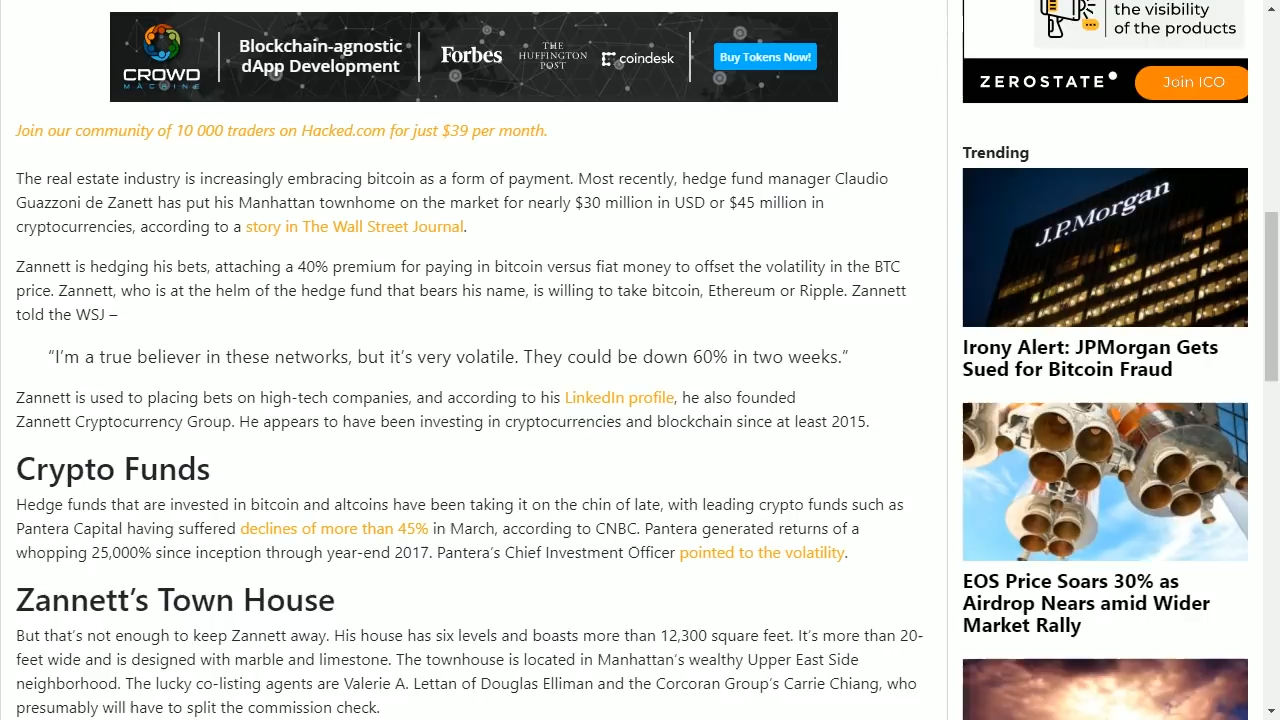 CROWD
MACHINE
Blockchain-agnostic
dApp Development
Forbes
THE
HUFFINGTON
POST
coindesk
Buy Tokens Now!
the visibility
of the products
ZEROSTATE
Join ICO
Join our community of 10 000 traders on Hacked.com for just $39 per month.
The real estate industry is increasingly embracing bitcoin as a form of payment. Most recently, hedge fund manager Claudio
Guazzoni de Zanett has put his Manhattan townhome on the market for nearly $30 million in USD or $45 million in
cryptocurrencies, according to a story in The Wall Street Journal.
Zannett is hedging his bets, attaching a 40% premium for paying in bitcoin versus fiat money to offset the volatility in the BTC
price. Zannett, who is at the helm of the hedge fund that bears his name, is willing to take bitcoin, Ethereum or Ripple. Zannett
told the WSJ –
“I’m a true believer in these networks, but it’s very volatile. They could be down 60% in two weeks.”
Zannett is used to placing bets on high-tech companies, and according to his LinkedIn profile, he also founded
Zannett Cryptocurrency Group. He appears to have been investing in cryptocurrencies and blockchain since at least 2015.
Crypto Funds
Hedge funds that are invested in bitcoin and altcoins have been taking it on the chin of late, with leading crypto funds such as
Pantera Capital having suffered declines of more than 45% in March, according to CNBC. Pantera generated returns of a
whopping 25,000% since inception through year-end 2017. Pantera’s Chief Investment Officer pointed to the volatility.
Zannett’s Town House
But that’s not enough to keep Zannett away. His house has six levels and boasts more than 12,300 square feet. It’s more than 20-
feet wide and is designed with marble and limestone. The townhouse is located in Manhattan’s wealthy Upper East Side
neighborhood. The lucky co-listing agents are Valerie A. Lettan of Douglas Elliman and the Corcoran Group’s Carrie Chiang, who
presumably will have to split the commission check.
Trending
J.P.Morgan
Irony Alert: JPMorgan Gets
Sued for Bitcoin Fraud
EOS Price Soars 30% as
Airdrop Nears amid Wider
Market Rally